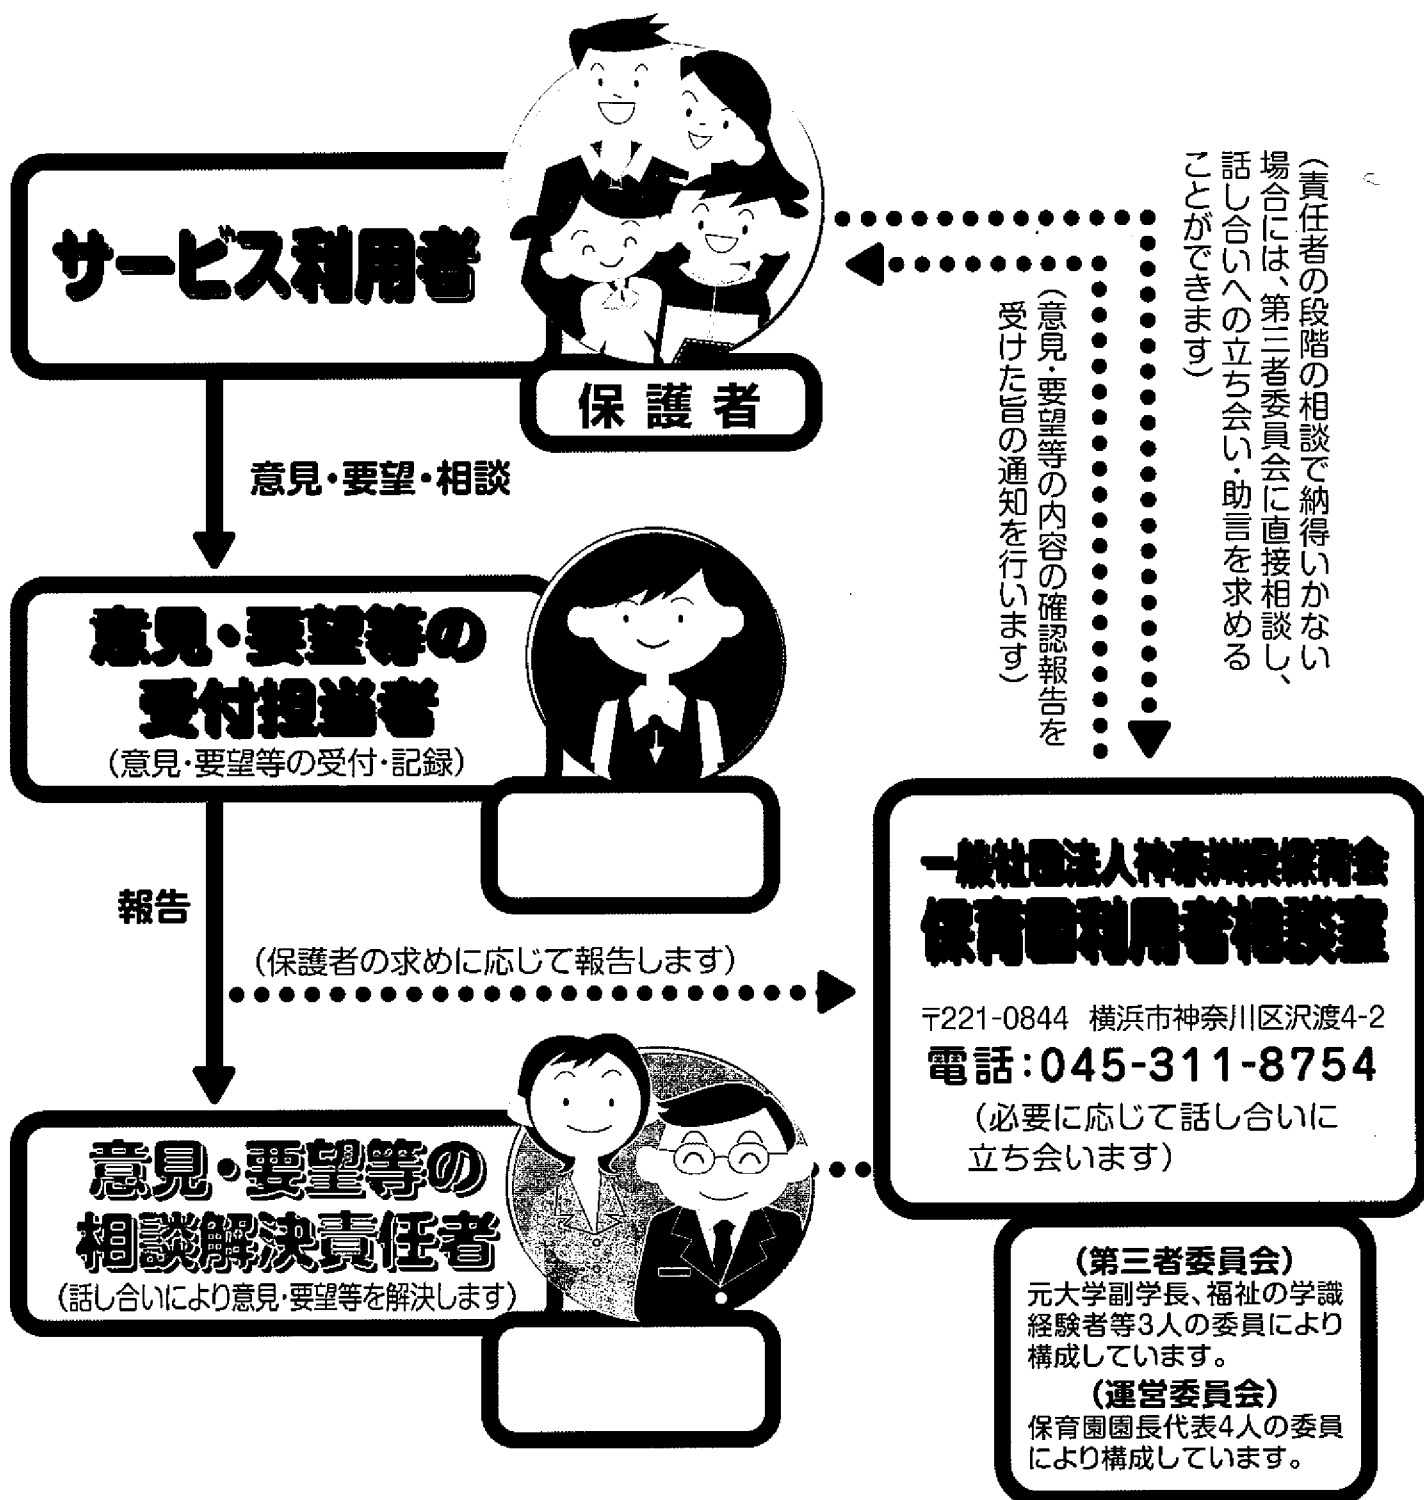 サービス利用者
保護者
(責任者の段階の相談で納得いかない
場合には、第三者委員会に直接相談し、
話し合いへの立ち会い・助言を求める
ことができます)
(意見・要望等の内容の確認報告を
受けた旨の通知を行います)
意見・要望・相談
意見・要望等の
受付担当者
(意見・要望等の受付・記録)
報告
(保護者の求めに応じて報告します)
一般社団法人神奈川県保育会
保育園利用者相談室
〒221-0844 横浜市神奈川区沢渡4-2
電話:045-311-8754
(必要に応じて話し合いに
立ち会います)
意見・要望等の
相談解決責任者
(話し合いにより意見・要望等を解決します)
(第三者委員会)
元大学副学長、福祉の学識
経験者等3人の委員により
構成しています。
(運営委員会)
保育園園長代表4人の委員
により構成しています。